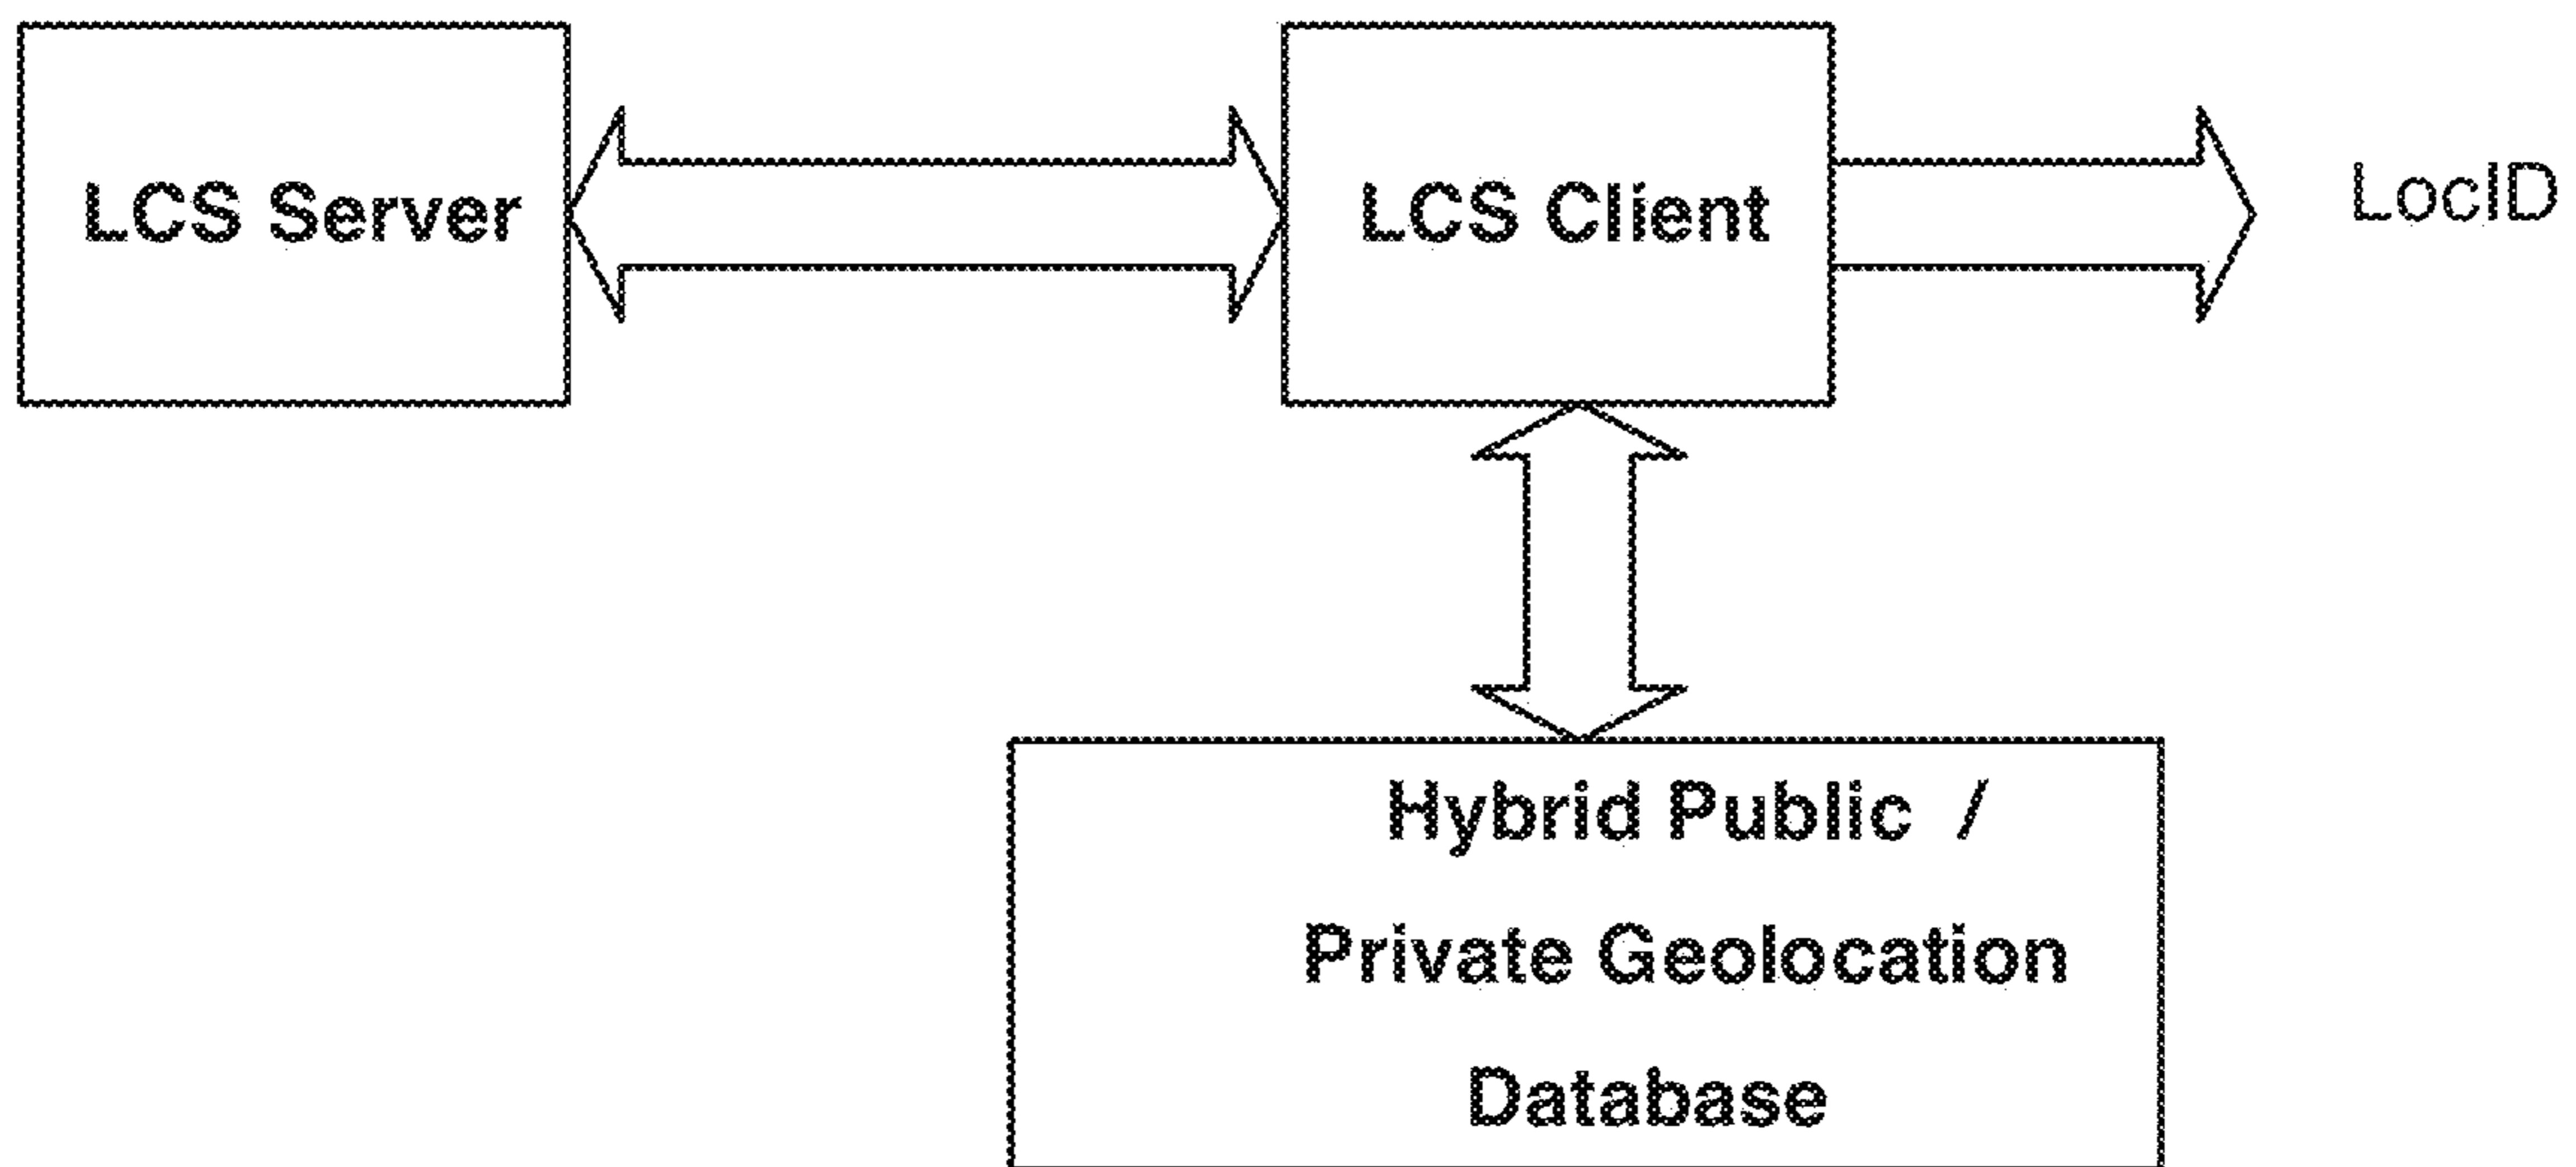 LCS Server
LCS Client
LocID
Hybrid Public /
Private Geolocation
Database